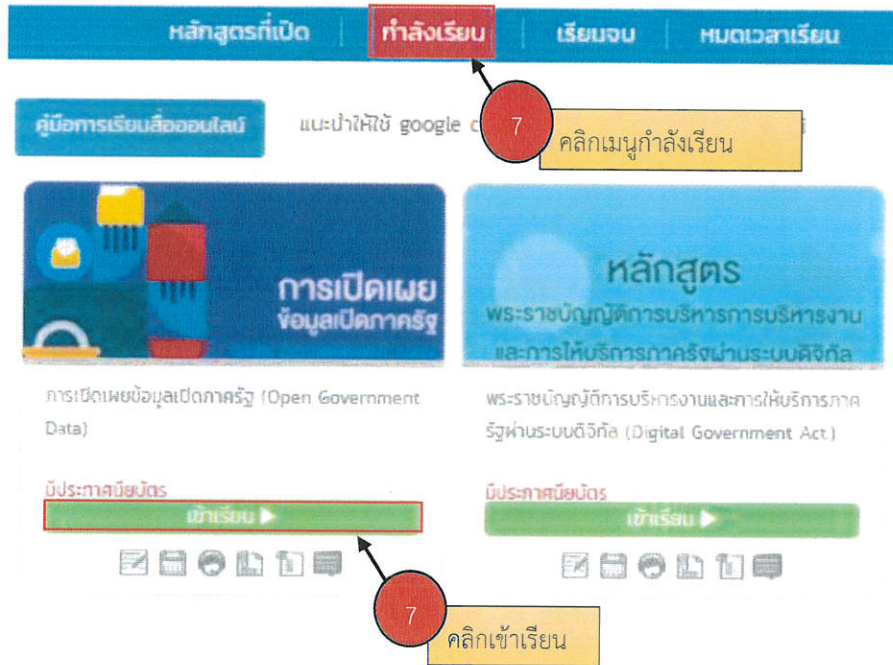 หลักสูตรที่เปิด กำลังเรียน เรียนจบ หมดเวลาเรียน
คู่มือการเรียนสื่อออนไลน์ แนะนำให้ใช้ google c
7
คลิกเมนูกำลังเรียน
การเปิดเผย
ข้อมูลเปิดภาครัฐ
หลักสูตร
พระราชบัญญัติการบริหารการบริหารงาน
และการให้บริการภาครัฐผ่านระบบดิจิทัล
การเปิดเผยข้อมูลเปิดภาครัฐ (Open Government
Data)
พระราชบัญญัติการบริหารงานและการให้บริการภาค
รัฐผ่านระบบดิจิทัล (Digital Government Act.)
มีประกาศนียบัตร
เข้าเรียน
มีประกาศนียบัตร
เข้าเรียน
7
คลิกเข้าเรียน